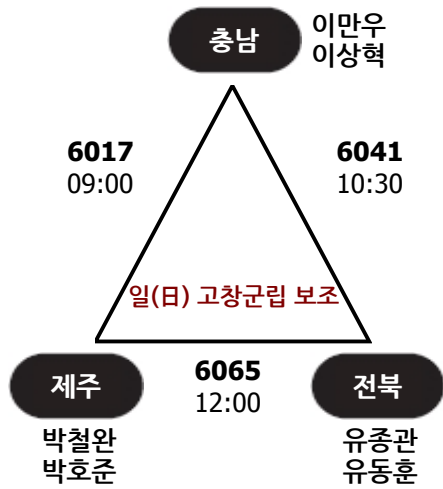 충남
이만우
이상혁
6017
09:00
6041
10:30
일(日) 고창군립 보조
제주
6065
12:00
전북
박철완
박호준
유종관
유동훈